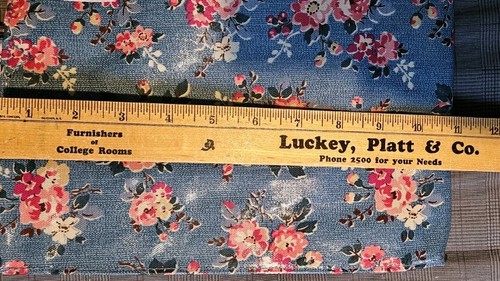 1 2 3 4 5 6 7 8 9 10 11
Furnishers
of
College Rooms
Luckey, Platt & Co.
Phone 2500 for your Needs